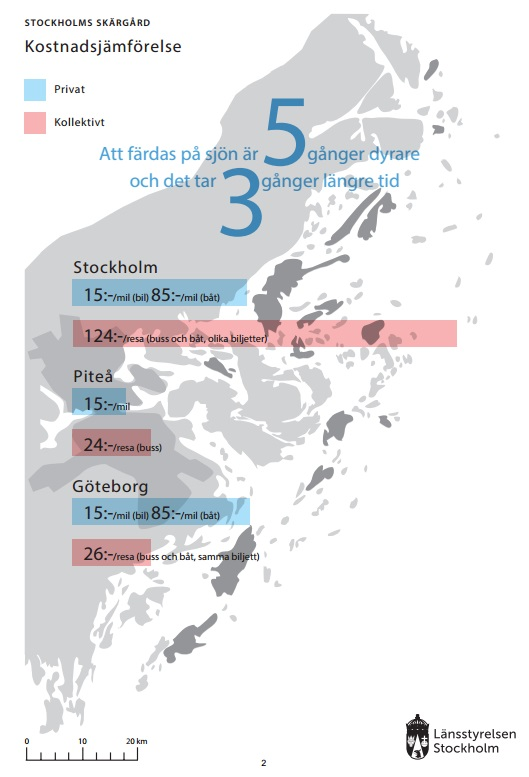 STOCKHOLMS SKÄRGÅRD
Kostnadsjämförelse
Privat
Kollektivt
Att färdas på sjön är 5 gånger dyrare
och det tar 3 gånger längre tid
Stockholm
15:-/mil (bil) 85:-/mil (båt)
124:-/resa (buss och båt, olika biljetter)
Piteå
15:-/mil
24:-/resa (buss)
Göteborg
15:-/mil (bil) 85:-/mil (båt)
26:-/resa (buss och båt, samma biljett)
0 10 20 km
2
Länsstyrelsen
Stockholm